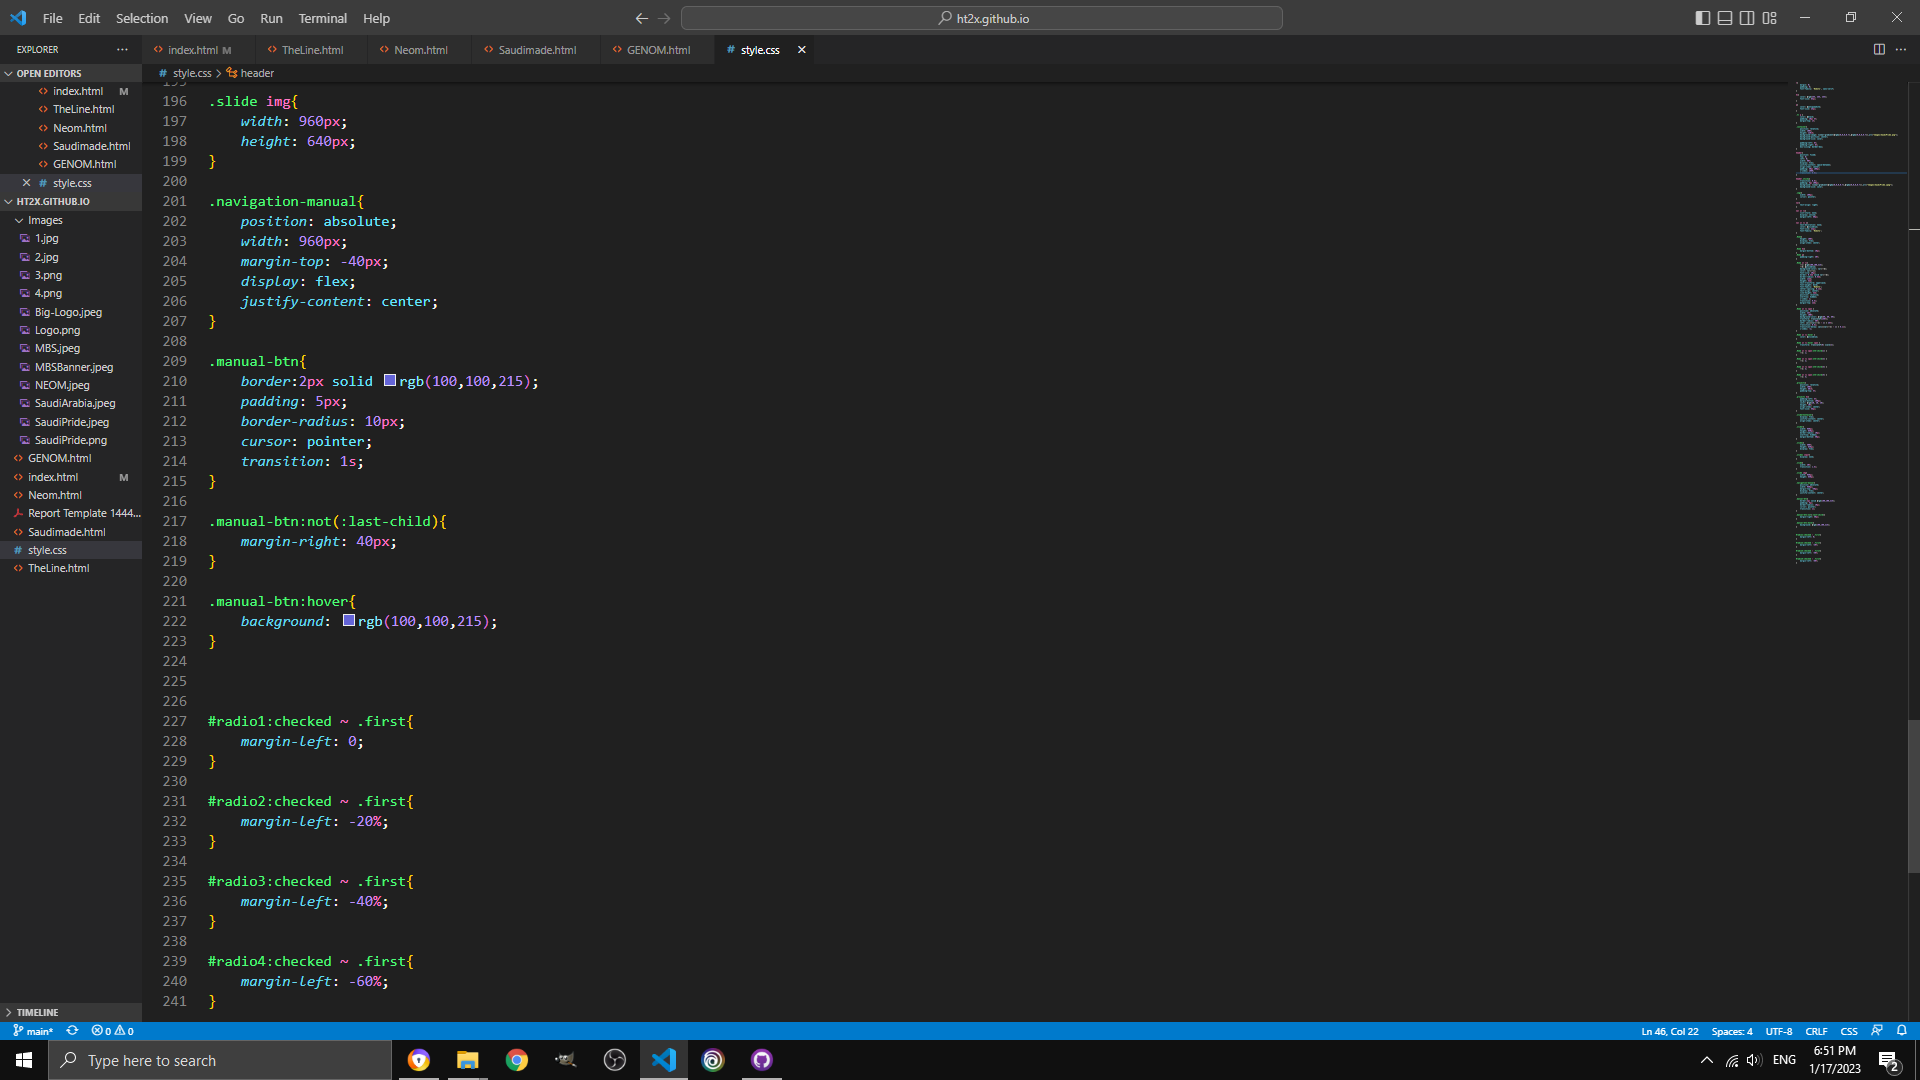 File Edit Selection View Go Run Terminal Help
ht2x.github.io
EXPLORER
index.html M
TheLine.html
Neom.html
Saudimade.html
GENOM.html
# style.css
OPEN EDITORS
index.html M
TheLine.html
Neom.html
Saudimade.html
GENOM.html
# style.css
HT2X.GITHUB.IO
Images
1.jpg
2.jpg
3.png
4.png
Big-Logo.jpeg
Logo.png
MBS.jpeg
MBSBanner.jpeg
NEOM.jpeg
SaudiArabia.jpeg
SaudiPride.jpeg
SaudiPride.png
GENOM.html
index.html M
Neom.html
Report Template 1444...
Saudimade.html
# style.css
TheLine.html
TIMELINE
# style.css > header
196 .slide img{
197 width: 960px;
198 height: 640px;
199 }
200
201 .navigation-manual{
202 position: absolute;
203 width: 960px;
204 margin-top: -40px;
205 display: flex;
206 justify-content: center;
207 }
208
209 .manual-btn{
210 border:2px solid rgb(100,100,215);
211 padding: 5px;
212 border-radius: 10px;
213 cursor: pointer;
214 transition: 1s;
215 }
216
217 .manual-btn:not(:last-child){
218 margin-right: 40px;
219 }
220
221 .manual-btn:hover{
222 background: rgb(100,100,215);
223 }
224
225
226
227 #radio1:checked ~ .first{
228 margin-left: 0;
229 }
230
231 #radio2:checked ~ .first{
232 margin-left: -20%;
233 }
234
235 #radio3:checked ~ .first{
236 margin-left: -40%;
237 }
238
239 #radio4:checked ~ .first{
240 margin-left: -60%;
241 }
main* 0 0
Ln 46, Col 22 Spaces: 4 UTF-8 CRLF CSS
Type here to search
ENG
6:51 PM
1/17/2023
2